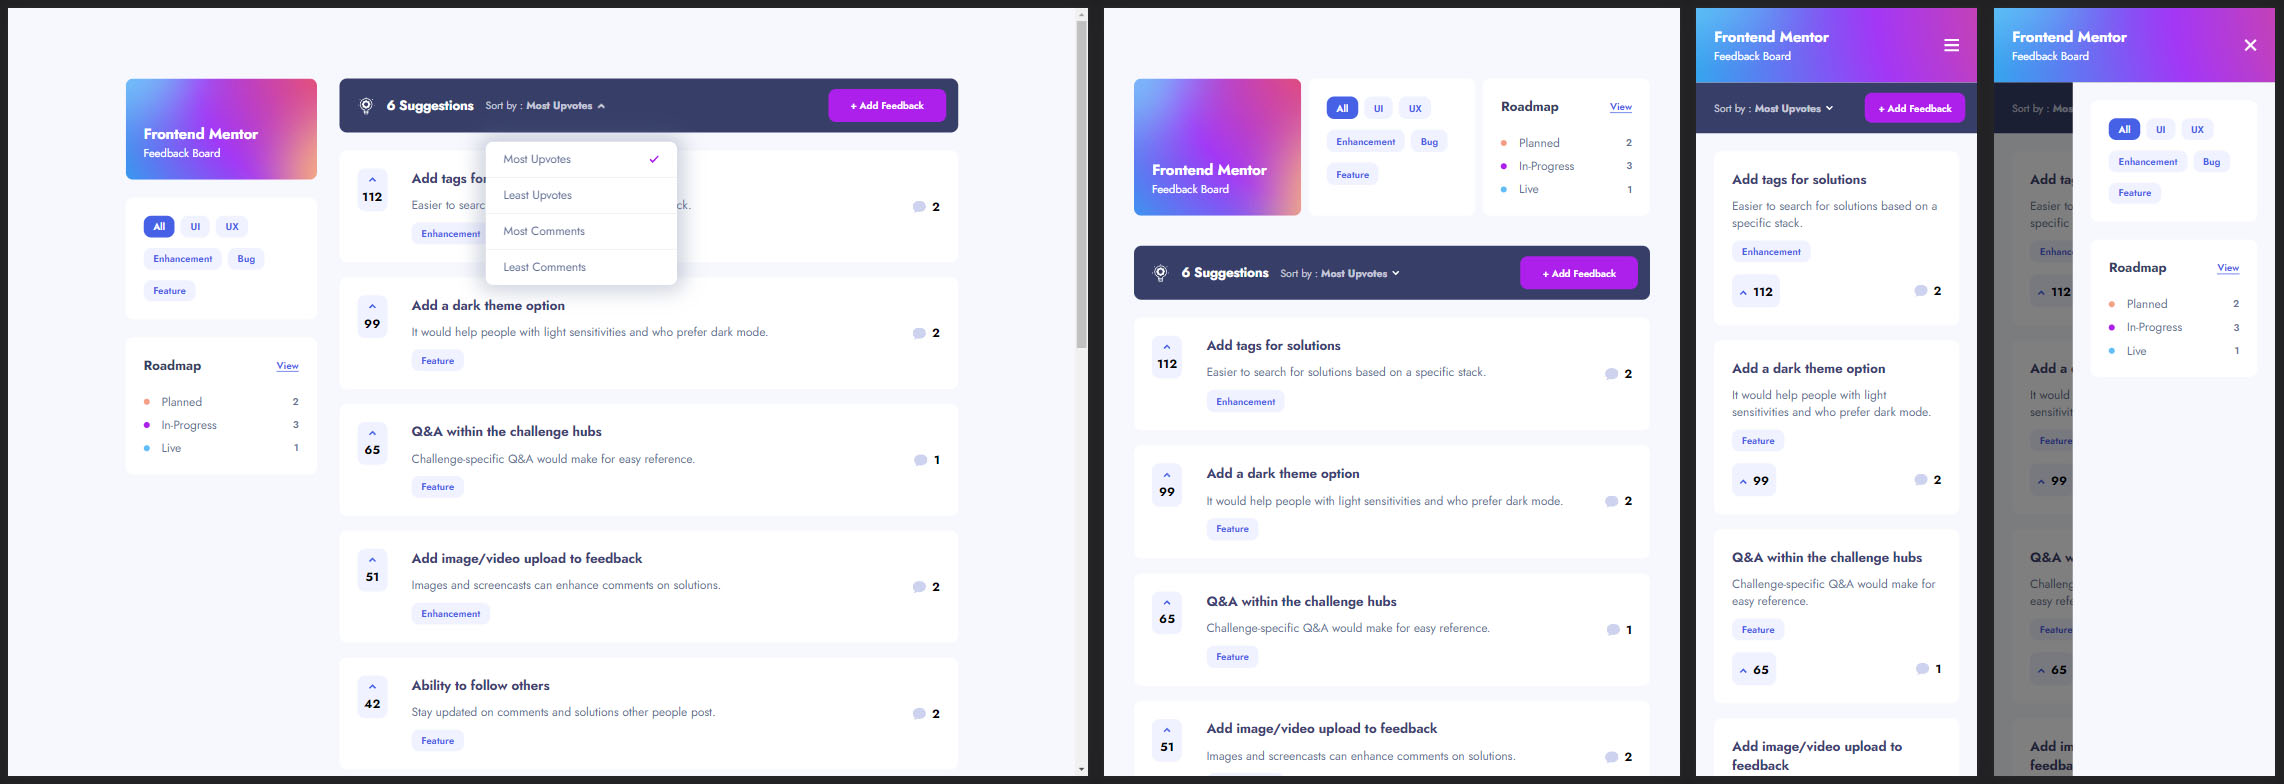 Frontend Mentor
Feedback Board
All UI UX
Enhancement Bug
Feature
Roadmap View
Planned 2
In-Progress 3
Live 1
6 Suggestions Sort by : Most Upvotes + Add Feedback
Most Upvotes
Least Upvotes
Most Comments
Least Comments
112 Add tags for
Easier to searc ck.
Enhancement
2
99 Add a dark theme option
It would help people with light sensitivities and who prefer dark mode.
Feature
2
65 Q&A within the challenge hubs
Challenge-specific Q&A would make for easy reference.
Feature
1
51 Add image/video upload to feedback
Images and screencasts can enhance comments on solutions.
Enhancement
2
42 Ability to follow others
Stay updated on comments and solutions other people post.
Feature
2
Frontend Mentor
Feedback Board
All UI UX
Enhancement Bug
Feature
Roadmap View
Planned 2
In-Progress 3
Live 1
6 Suggestions Sort by : Most Upvotes + Add Feedback
112 Add tags for solutions
Easier to search for solutions based on a specific stack.
Enhancement
2
99 Add a dark theme option
It would help people with light sensitivities and who prefer dark mode.
Feature
2
65 Q&A within the challenge hubs
Challenge-specific Q&A would make for easy reference.
Feature
1
51 Add image/video upload to feedback
Images and screencasts can enhance comments on solutions.
2
Frontend Mentor
Feedback Board
Sort by : Most Upvotes + Add Feedback
Add tags for solutions
Easier to search for solutions based on a
specific stack.
Enhancement
112 2
Add a dark theme option
It would help people with light
sensitivities and who prefer dark mode.
Feature
99 2
Q&A within the challenge hubs
Challenge-specific Q&A would make for
easy reference.
Feature
65 1
Add image/video upload to
feedback
Frontend Mentor
Feedback Board
Sort by : Mos
Add ta
Easier to
specific
Enhanc
112
Add a
It would
sensitivit
Feature
99
Q&A w
Challeng
easy refe
Feature
65
Add im
feedba
All UI UX
Enhancement Bug
Feature
Roadmap View
Planned 2
In-Progress 3
Live 1